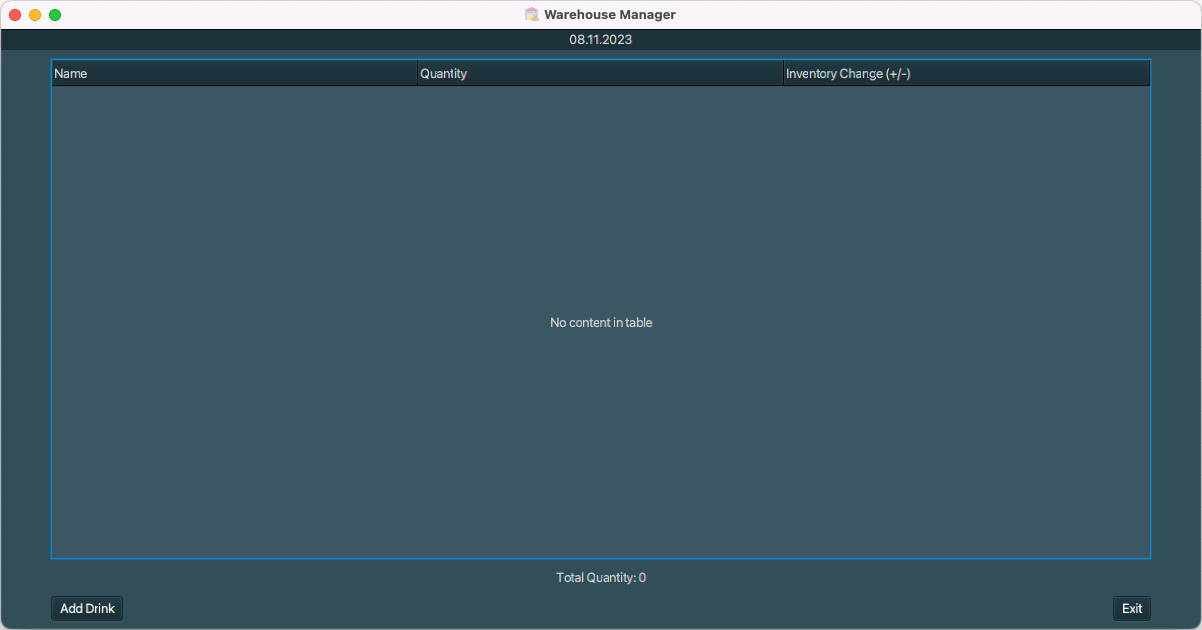 Warehouse Manager
08.11.2023
Name Quantity Inventory Change (+/-)
No content in table
Total Quantity: 0
Add Drink Exit